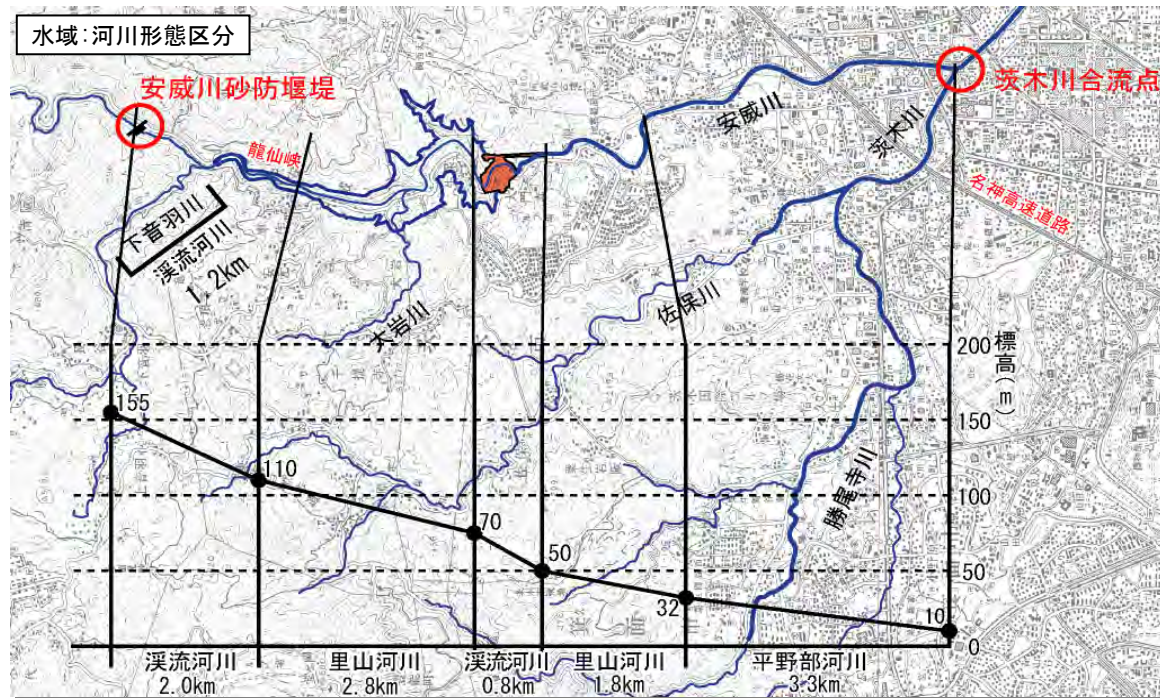 水域:河川形態区分
安威川砂防堰堤
茨木川合流点
安威川
茨木川
龍仙峡
名神高速道路
下音羽川
渓流河川
1.2km
大岩川
佐保川
勝尾寺川
標高(m)
200
150
100
50
0
155
110
70
50
32
10
渓流河川
2.0km
里山河川
2.8km
渓流河川
0.8km
里山河川
1.8km
平野部河川
3.3km